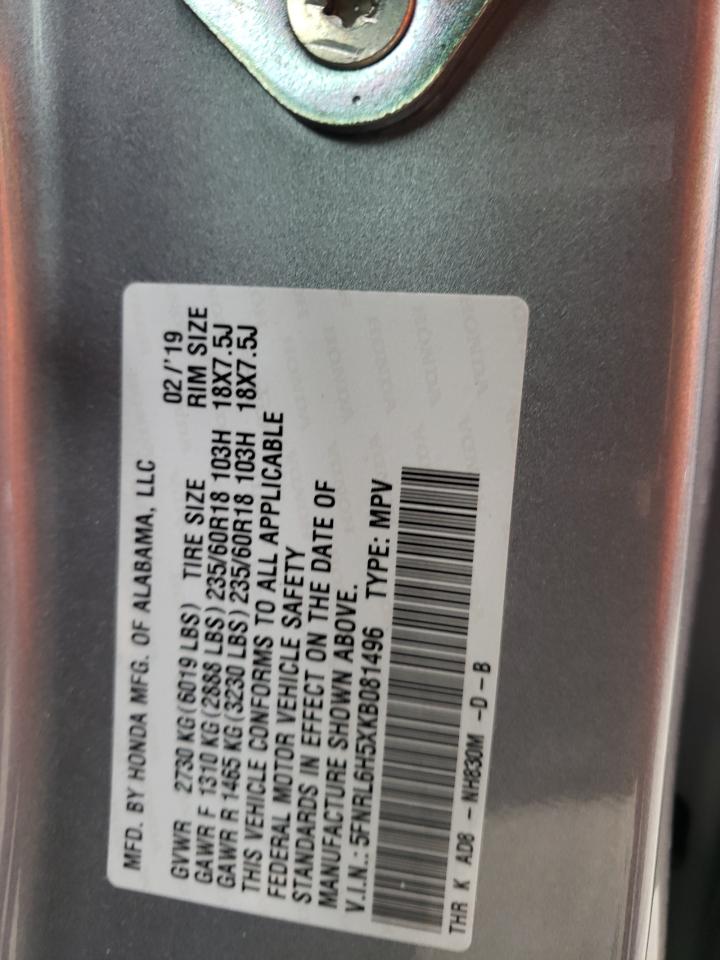 MFD. BY HONDA MFG. OF ALABAMA, LLC
02/'19
GVWR 2730 KG(6019 LBS) TIRE SIZE RIM SIZE
GAWR F 1310 KG(2888 LBS)235/60R18 103H 18X7.5J
GAWR R 1465 KG(3230 LBS)235/60R18 103H 18X7.5J
THIS VEHICLE CONFORMS TO ALL APPLICABLE
FEDERAL MOTOR VEHICLE SAFETY
STANDARDS IN EFFECT ON THE DATE OF
MANUFACTURE SHOWN ABOVE.
V.I.N.: 5FNRL6H5XKB081496 TYPE: MPV
THR K AD8 - NH830M -D-B